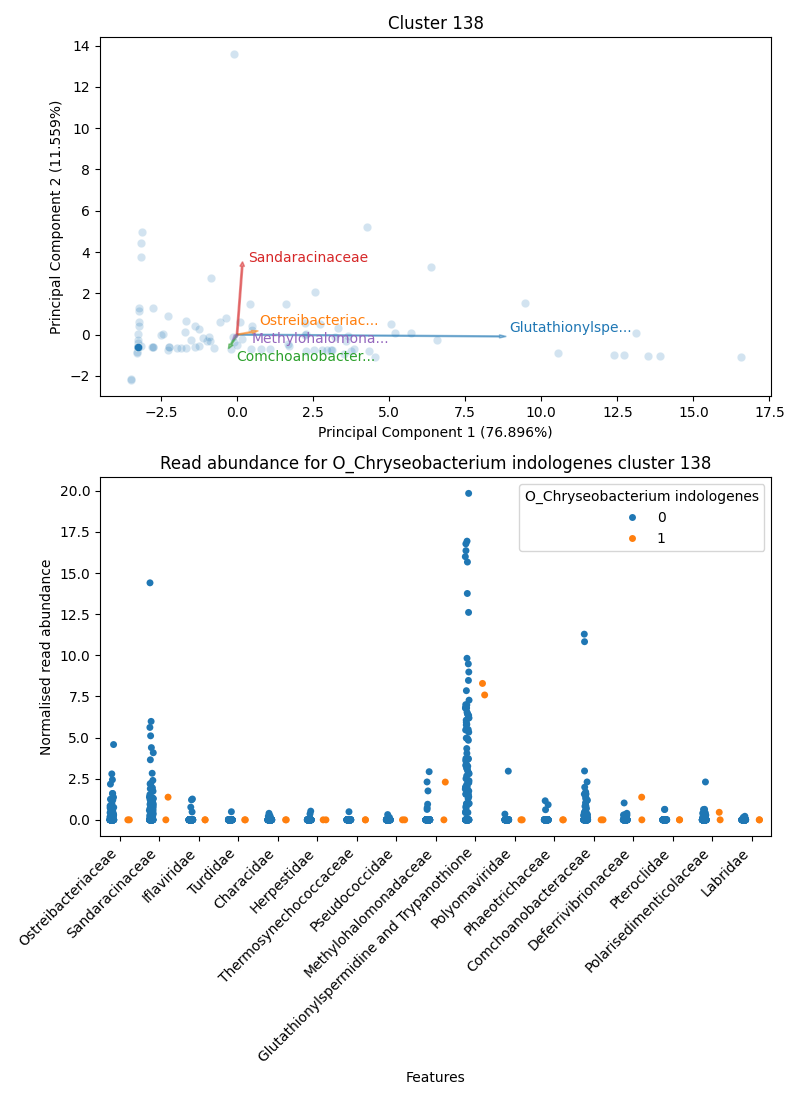 Cluster 138
14
12
10
8
6
4
2
0
−2
Principal Component 2 (11.559%)
Sandaracinaceae
Ostreibacteriac...
Glutathionylspe...
Methylohalomona...
Comchoanobacter...
−2.5
0.0
2.5
5.0
7.5
10.0
12.5
15.0
17.5
Principal Component 1 (76.896%)
Read abundance for O_Chryseobacterium indologenes cluster 138
20.0
17.5
15.0
12.5
10.0
7.5
5.0
2.5
0.0
Normalised read abundance
O_Chryseobacterium indologenes
0
1
Ostreibacteriaceae
Sandaracinaceae
Iflaviridae
Turdidae
Characidae
Herpestidae
Thermosynechococcaceae
Pseudococcidae
Methylohalomonadaceae
Glutathionylspermidine and Trypanothione
Polyomaviridae
Phaeotrichaceae
Comchoanobacteraceae
Deferrivibrionaceae
Pteroclidae
Polarisedimenticolaceae
Labridae
Features